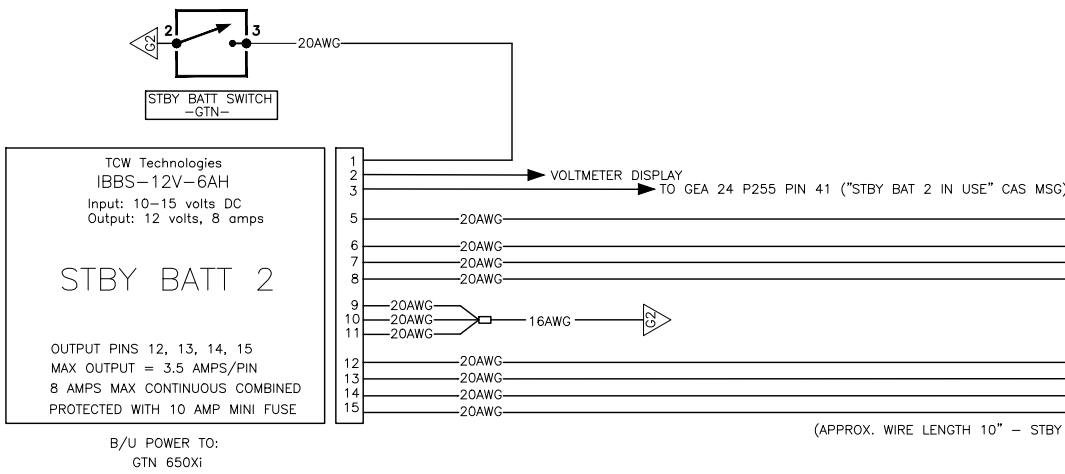 G2
2
3
20AWG
STBY BATT SWITCH
-GTN-
TCW Technologies
IBBS-12V-6AH
Input: 10-15 volts DC
Output: 12 volts, 8 amps
STBY BATT 2
OUTPUT PINS 12, 13, 14, 15
MAX OUTPUT = 3.5 AMPS/PIN
8 AMPS MAX CONTINUOUS COMBINED
PROTECTED WITH 10 AMP MINI FUSE
B/U POWER TO:
GTN 650Xi
1
2 VOLTMETER DISPLAY
3 TO GEA 24 P255 PIN 41 ("STBY BAT 2 IN USE" CAS MSG)
5 20AWG
6 20AWG
7 20AWG
8 20AWG
9 20AWG
10 20AWG 16AWG G2
11 20AWG
12 20AWG
13 20AWG
14 20AWG
15 20AWG
(APPROX. WIRE LENGTH 10" - STBY